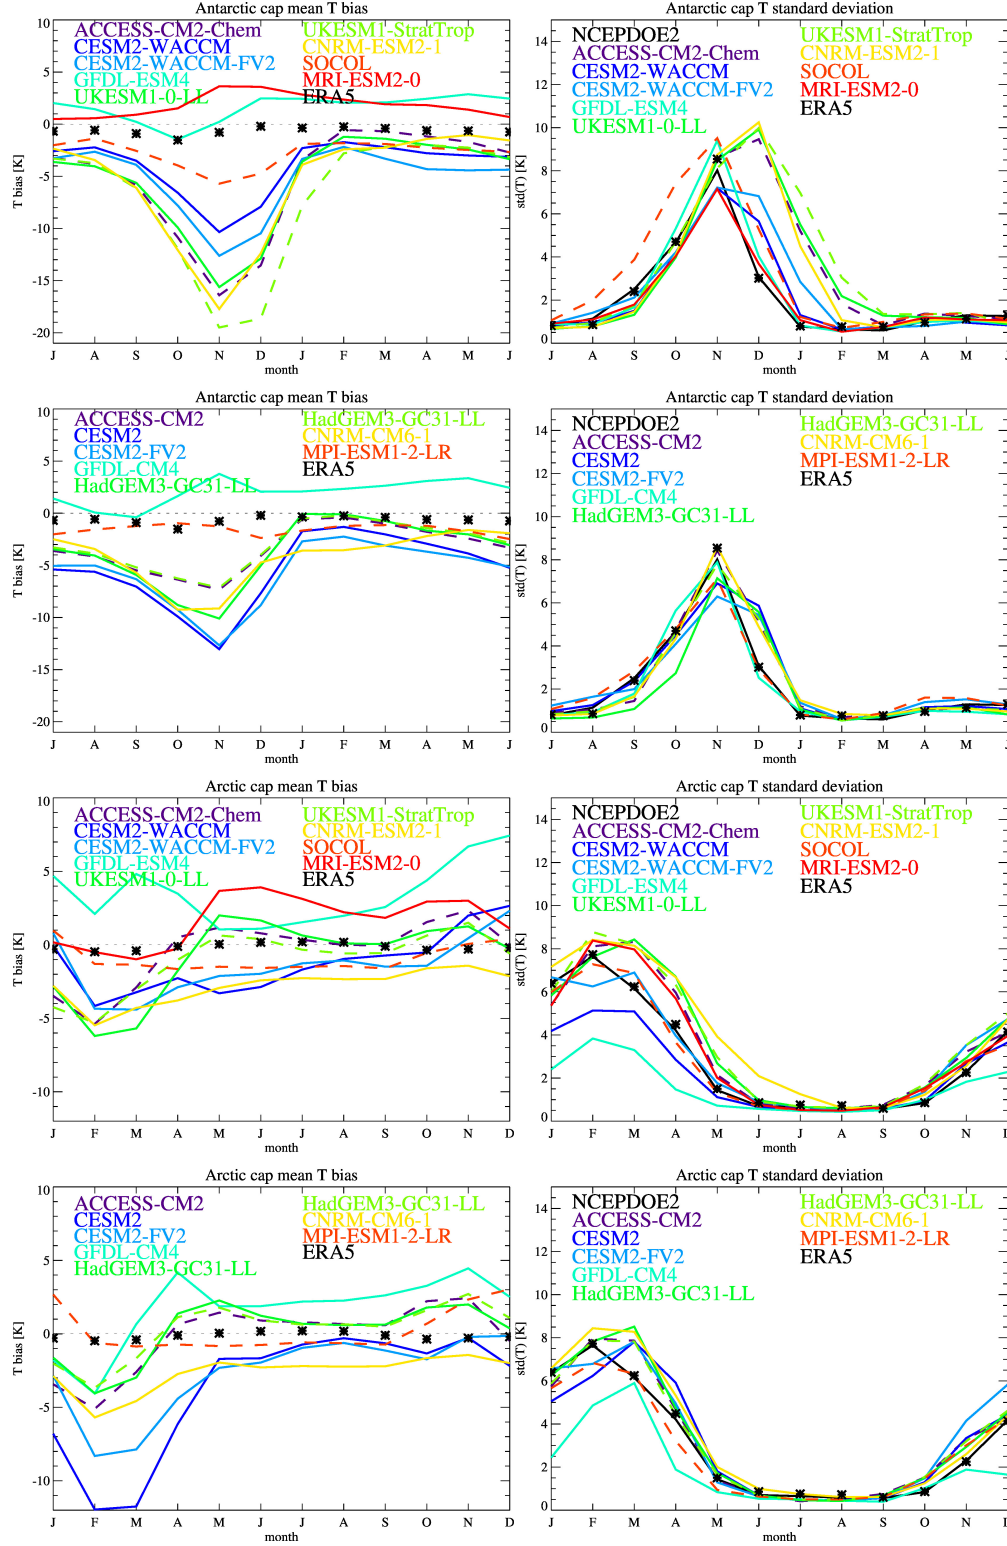 Antarctic cap mean T bias
ACCESS-CM2-Chem UKESM1-StratTrop
CESM2-WACCM CNRM-ESM2-1
CESM2-WACCM-FV2 SOCOL
GFDL-ESM4 MRI-ESM2-0
UKESM1-0-LL ERA5
10
5
0
-5
-10
-15
-20
T bias [K]
J A S O N D J F M A M J
month
Antarctic cap T standard deviation
NCEPDOE2 UKESM1-StratTrop
ACCESS-CM2-Chem CNRM-ESM2-1
CESM2-WACCM SOCOL
CESM2-WACCM-FV2 MRI-ESM2-0
GFDL-ESM4 ERA5
UKESM1-0-LL
14
12
10
8
6
4
2
0
std(T) [K]
J A S O N D J F M A M J
month
Antarctic cap mean T bias
ACCESS-CM2 HadGEM3-GC31-LL
CESM2 CNRM-CM6-1
CESM2-FV2 MPI-ESM1-2-LR
GFDL-CM4 ERA5
HadGEM3-GC31-LL
10
5
0
-5
-10
-15
-20
T bias [K]
J A S O N D J F M A M J
month
Antarctic cap T standard deviation
NCEPDOE2 HadGEM3-GC31-LL
ACCESS-CM2 CNRM-CM6-1
CESM2 MPI-ESM1-2-LR
CESM2-FV2 ERA5
GFDL-CM4
HadGEM3-GC31-LL
14
12
10
8
6
4
2
0
std(T) [K]
J A S O N D J F M A M J
month
Arctic cap mean T bias
ACCESS-CM2-Chem UKESM1-StratTrop
CESM2-WACCM CNRM-ESM2-1
CESM2-WACCM-FV2 SOCOL
GFDL-ESM4 MRI-ESM2-0
UKESM1-0-LL ERA5
10
5
0
-5
-10
T bias [K]
J F M A M J J A S O N D
month
Arctic cap T standard deviation
NCEPDOE2 UKESM1-StratTrop
ACCESS-CM2-Chem CNRM-ESM2-1
CESM2-WACCM SOCOL
CESM2-WACCM-FV2 MRI-ESM2-0
GFDL-ESM4 ERA5
UKESM1-0-LL
14
12
10
8
6
4
2
0
std(T) [K]
J F M A M J J A S O N
month
Arctic cap mean T bias
ACCESS-CM2 HadGEM3-GC31-LL
CESM2 CNRM-CM6-1
CESM2-FV2 MPI-ESM1-2-LR
GFDL-CM4 ERA5
HadGEM3-GC31-LL
10
5
0
-5
-10
T bias [K]
J F M A M J J A S O N D
month
Arctic cap T standard deviation
NCEPDOE2 HadGEM3-GC31-LL
ACCESS-CM2 CNRM-CM6-1
CESM2 MPI-ESM1-2-LR
CESM2-FV2 ERA5
GFDL-CM4
HadGEM3-GC31-LL
14
12
10
8
6
4
2
0
std(T) [K]
J F M A M J J A S O N
month